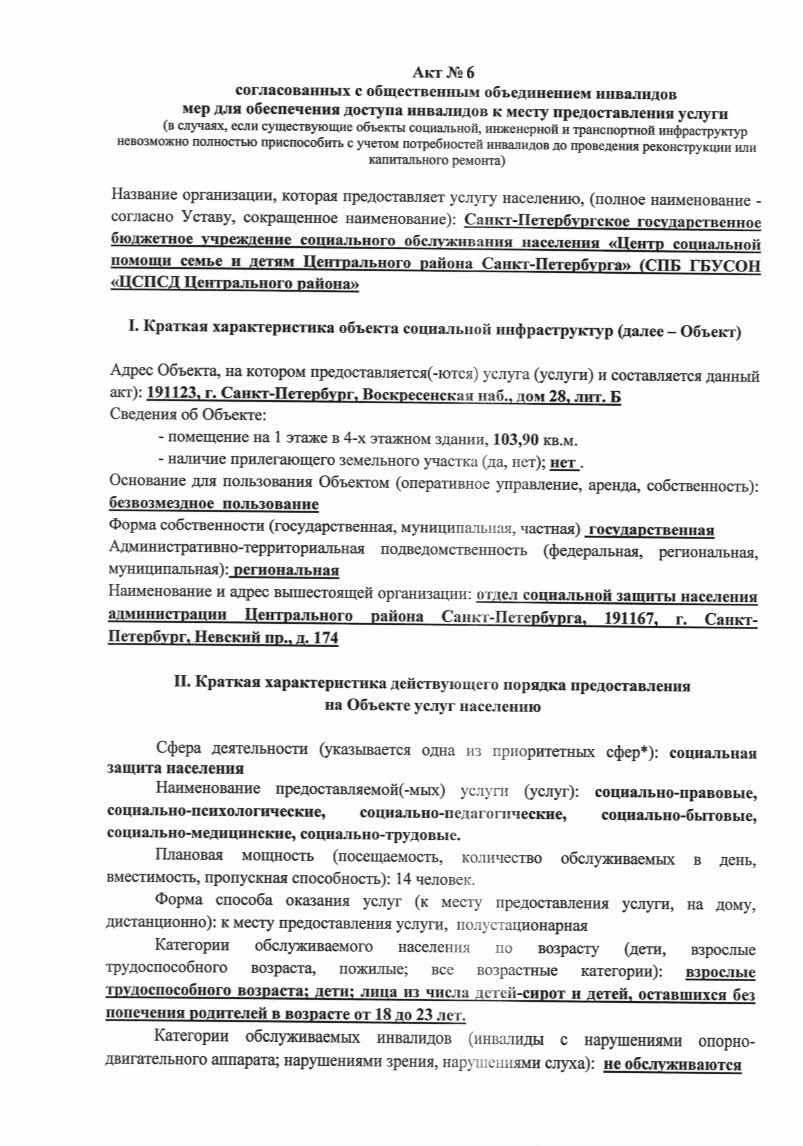 Акт № 6
согласованных с общественным объединением инвалидов
мер для обеспечения доступа инвалидов к месту предоставления услуги
(в случаях, если существующие объекты социальной, инженерной и транспортной инфраструктур
невозможно полностью приспособить с учетом потребностей инвалидов до проведения реконструкции или
капитального ремонта)
Название организации, которая предоставляет услугу населению, (полное наименование -
согласно Уставу, сокращенное наименование): Санкт-Петербургское государственное
бюджетное учреждение социального обслуживания населения «Центр социальной
помощи семье и детям Центрального района Санкт-Петербурга» (СПБ ГБУСОН
«ЦСПСД Центрального района»
I. Краткая характеристика объекта социальной инфраструктур (далее – Объект)
Адрес Объекта, на котором предоставляется(-ются) услуга (услуги) и составляется данный
акт): 191123, г. Санкт-Петербург, Воскресенская наб., дом 28, лит. Б
Сведения об Объекте:
- помещение на 1 этаже в 4-х этажном здании, 103,90 кв.м.
- наличие прилегающего земельного участка (да, нет); нет .
Основание для пользования Объектом (оперативное управление, аренда, собственность):
безвозмездное пользование
Форма собственности (государственная, муниципальная, частная) государственная
Административно-территориальная подведомственность (федеральная, региональная,
муниципальная): региональная
Наименование и адрес вышестоящей организации: отдел социальной защиты населения
администрации Центрального района Санкт-Петербурга, 191167, г. Санкт-
Петербург, Невский пр., д. 174
II. Краткая характеристика действующего порядка предоставления
на Объекте услуг населению
Сфера деятельности (указывается одна из приоритетных сфер*): социальная
защита населения
Наименование предоставляемой(-мых) услуги (услуг): социально-правовые,
социально-психологические, социально-педагогические, социально-бытовые,
социально-медицинские, социально-трудовые.
Плановая мощность (посещаемость, количество обслуживаемых в день,
вместимость, пропускная способность): 14 человек.
Форма способа оказания услуг (к месту предоставления услуги, на дому,
дистанционно): к месту предоставления услуги, полустационарная
Категории обслуживаемого населения по возрасту (дети, взрослые
трудоспособного возраста, пожилые; все возрастные категории): взрослые
трудоспособного возраста; дети; лица из числа детей-сирот и детей, оставшихся без
попечения родителей в возрасте от 18 до 23 лет.
Категории обслуживаемых инвалидов (инвалиды с нарушениями опорно-
двигательного аппарата; нарушениями зрения, нарушениями слуха): не обслуживаются